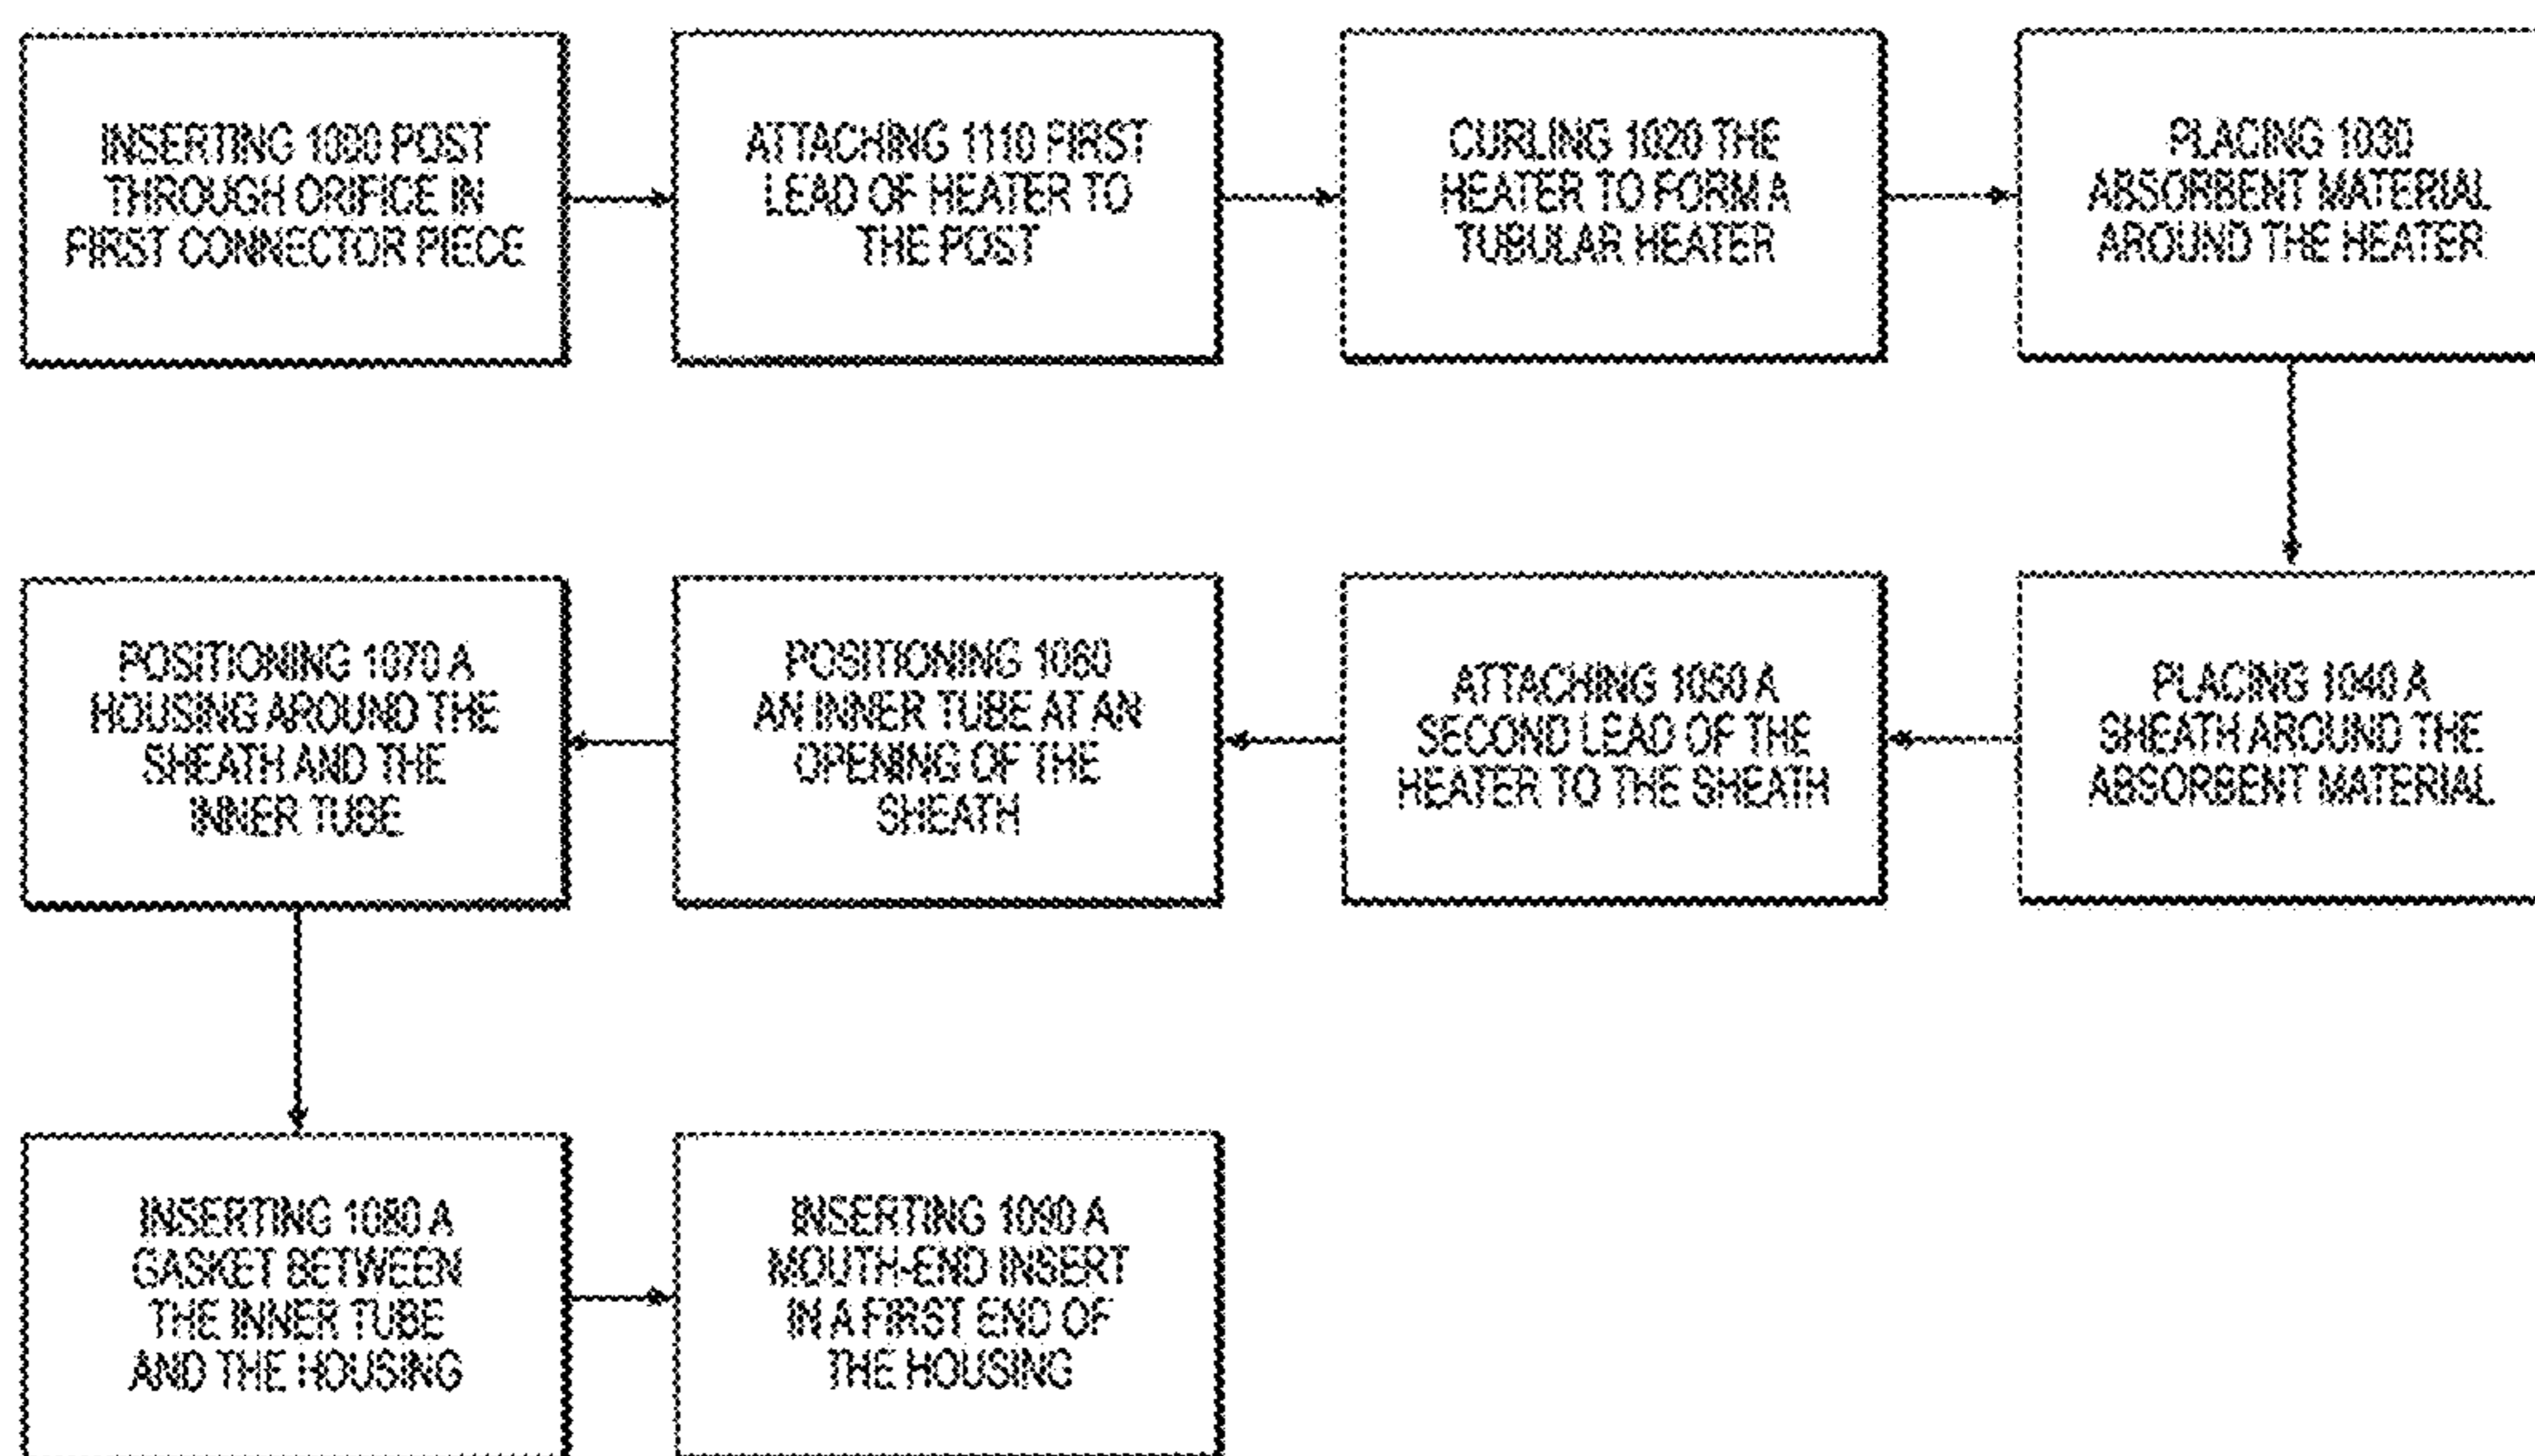 INSERTING 1000 POST
THROUGH ORIFICE IN
FIRST CONNECTOR PIECE
ATTACHING 1110 FIRST
LEAD OF HEATER TO
THE POST
CURLING 1020 THE
HEATER TO FORM A
TUBULAR HEATER
PLACING 1030
ABSORBENT MATERIAL
AROUND THE HEATER
POSITIONING 1070 A
HOUSING AROUND THE
SHEATH AND THE
INNER TUBE
POSITIONING 1060
AN INNER TUBE AT AN
OPENING OF THE
SHEATH
ATTACHING 1050 A
SECOND LEAD OF THE
HEATER TO THE SHEATH
PLACING 1040 A
SHEATH AROUND THE
ABSORBENT MATERIAL
INSERTING 1080 A
GASKET BETWEEN
THE INNER TUBE
AND THE HOUSING
INSERTING 1090 A
MOUTH-END INSERT
IN A FIRST END OF
THE HOUSING